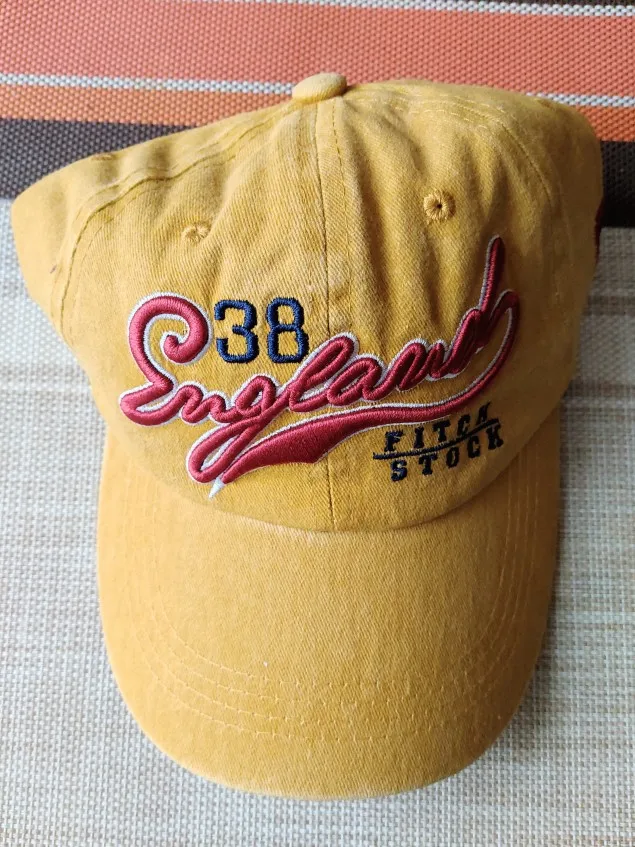 38
England
FITCH
STOCK